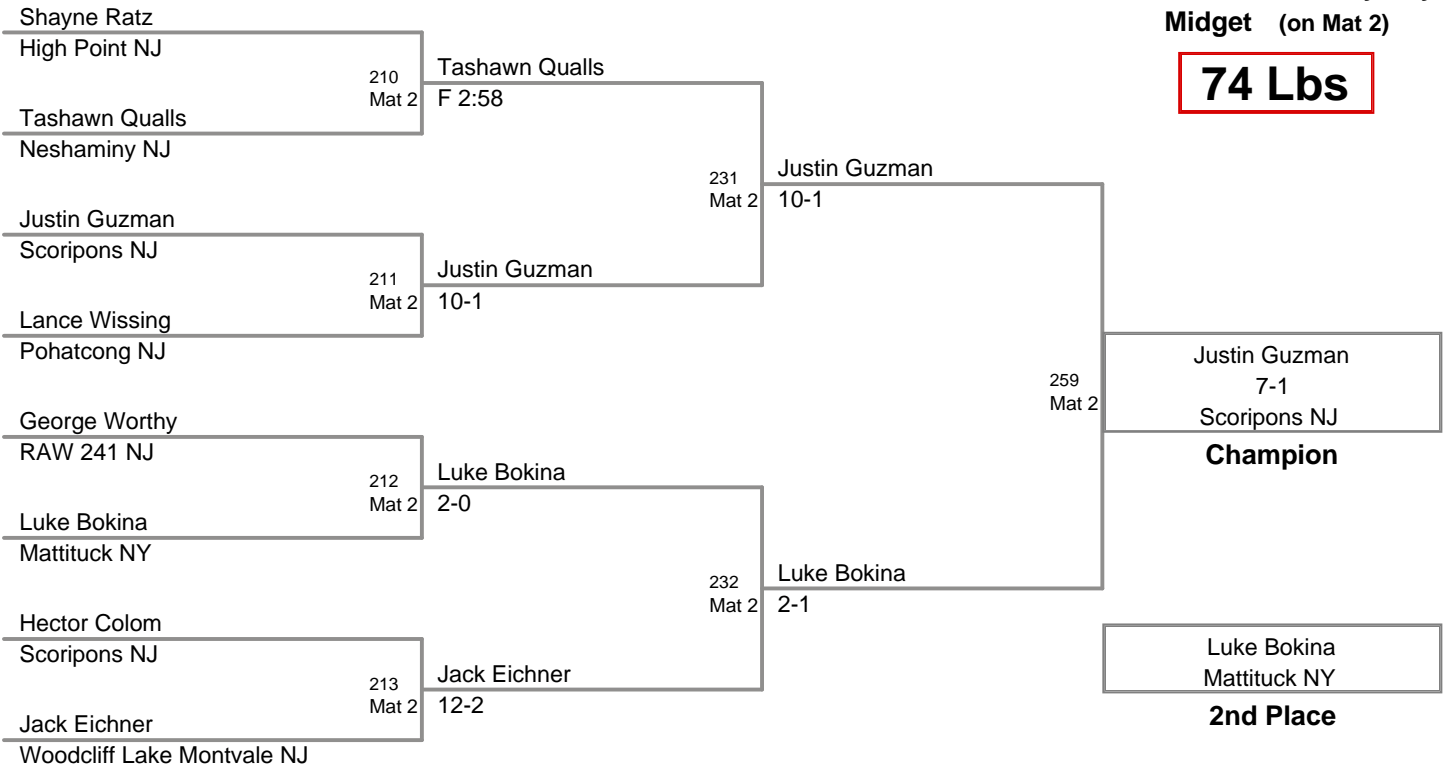 Midget (on Mat 2)
74 Lbs
Shayne Ratz
High Point NJ
210
Mat 2
Tashawn Qualls
F 2:58
Tashawn Qualls
Neshaminy NJ
231
Mat 2
Justin Guzman
10-1
Justin Guzman
Scoripons NJ
211
Mat 2
Justin Guzman
10-1
Lance Wissing
Pohatcong NJ
259
Mat 2
Justin Guzman
7-1
Scoripons NJ
Champion
George Worthy
RAW 241 NJ
212
Mat 2
Luke Bokina
2-0
Luke Bokina
Mattituck NY
232
Mat 2
Luke Bokina
2-1
Hector Colom
Scoripons NJ
213
Mat 2
Jack Eichner
12-2
Jack Eichner
Woodcliff Lake Montvale NJ
Luke Bokina
Mattituck NY
2nd Place